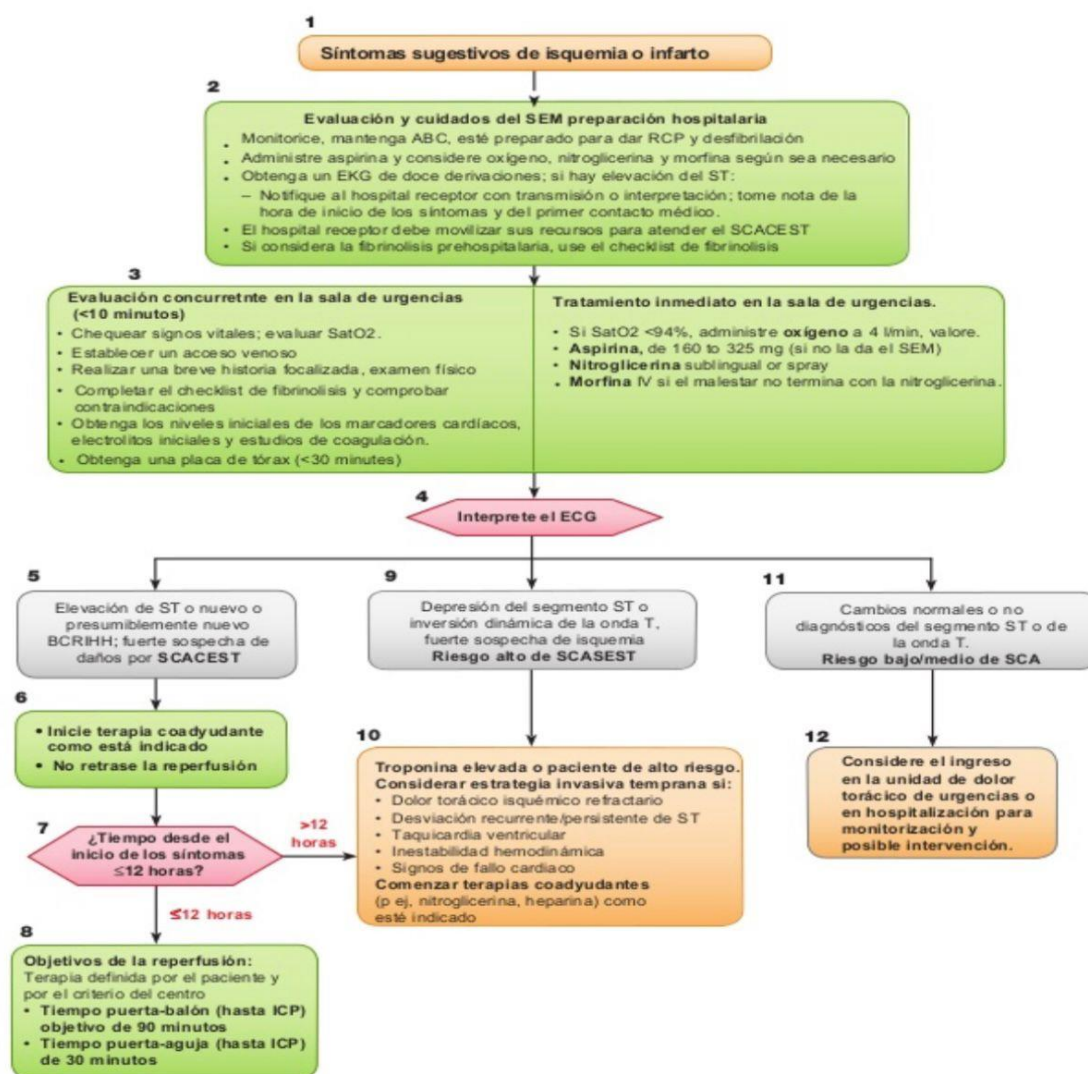 1
Síntomas sugestivos de isquemia o infarto
2
Evaluación y cuidados del SEM preparación hospitalaria
• Monitorice, mantenga ABC, esté preparado para dar RCP y desfibrilación
• Administre aspirina y considere oxígeno, nitroglicerina y morfina según sea necesario
• Obtenga un EKG de doce derivaciones; si hay elevación del ST:
– Notifique al hospital receptor con transmisión o interpretación; tome nota de la
hora de inicio de los síntomas y del primer contacto médico.
• El hospital receptor debe movilizar sus recursos para atender el SCACEST
• Si considera la fibrinolisis prehospitalaria, use el checklist de fibrinolisis
3
Evaluación concurretnte en la sala de urgencias
(<10 minutos)
• Chequear signos vitales; evaluar SatO2.
• Establecer un acceso venoso
• Realizar una breve historia focalizada, examen físico
• Completar el checklist de fibrinolisis y comprobar
contraindicaciones
• Obtenga los niveles iniciales de los marcadores cardíacos,
electrolitos iniciales y estudios de coagulación.
• Obtenga una placa de tórax (<30 minutes)
Tratamiento inmediato en la sala de urgencias.
• Si SatO2 <94%, administre oxígeno a 4 l/min, valore.
• Aspirina, de 160 to 325 mg (si no la da el SEM)
• Nitroglicerina sublingual or spray
• Morfina IV si el malestar no termina con la nitroglicerina.
4
Interprete el ECG
5
Elevación de ST o nuevo o
presumiblemente nuevo
BCRIHH; fuerte sospecha de
daños por SCACEST
9
Depresión del segmento ST o
inversión dinámica de la onda T,
fuerte sospecha de isquemia
Riesgo alto de SCASEST
11
Cambios normales o no
diagnósticos del segmento ST o de
la onda T.
Riesgo bajo/medio de SCA
6
• Inicie terapia coadyudante
como está indicado
• No retrase la reperfusión
10
Troponina elevada o paciente de alto riesgo.
Considerar estrategia invasiva temprana si:
• Dolor torácico isquémico refractario
• Desviación recurrente/persistente de ST
• Taquicardia ventricular
• Inestabilidad hemodinámica
• Signos de fallo cardiaco
Comenzar terapias coadyudantes
(p ej, nitroglicerina, heparina) como
esté indicado
12
Considere el ingreso
en la unidad de dolor
torácico de urgencias o
en hospitalización para
monitorización y
posible intervención.
7
¿Tiempo desde el
inicio de los síntomas
≤12 horas?
>12
horas
≤12 horas
8
Objetivos de la reperfusión:
Terapia definida por el paciente y
por el criterio del centro
• Tiempo puerta-balón (hasta ICP)
objetivo de 90 minutos
• Tiempo puerta-aguja (hasta ICP)
de 30 minutos